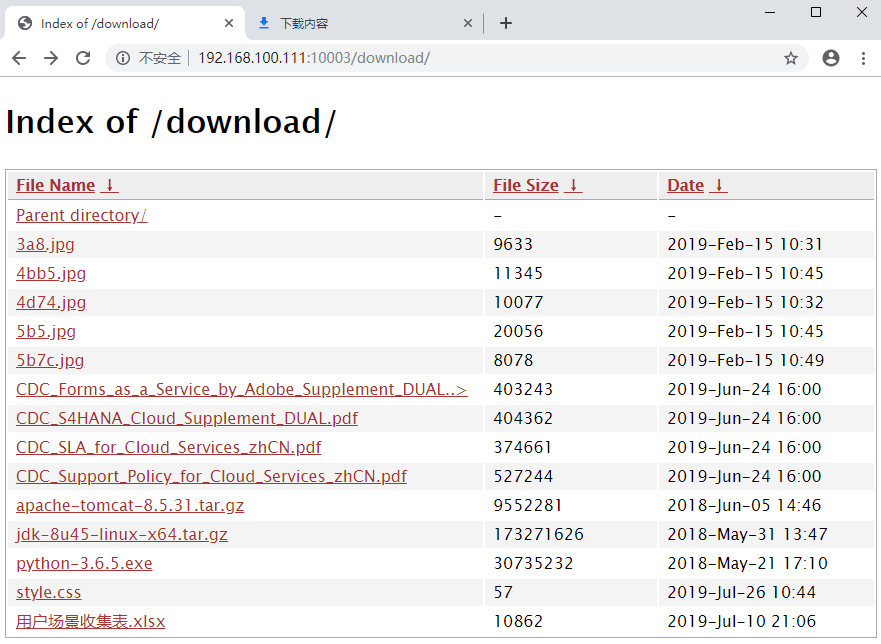 Index of /download/
下载内容
不安全 192.168.100.111:10003/download/
Index of /download/
File Name ↓ File Size ↓ Date ↓
Parent directory/ - -
3a8.jpg 9633 2019-Feb-15 10:31
4bb5.jpg 11345 2019-Feb-15 10:45
4d74.jpg 10077 2019-Feb-15 10:32
5b5.jpg 20056 2019-Feb-15 10:45
5b7c.jpg 8078 2019-Feb-15 10:49
CDC_Forms_as_a_Service_by_Adobe_Supplement_DUAL..> 403243 2019-Jun-24 16:00
CDC_S4HANA_Cloud_Supplement_DUAL.pdf 404362 2019-Jun-24 16:00
CDC_SLA_for_Cloud_Services_zhCN.pdf 374661 2019-Jun-24 16:00
CDC_Support_Policy_for_Cloud_Services_zhCN.pdf 527244 2019-Jun-24 16:00
apache-tomcat-8.5.31.tar.gz 9552281 2018-Jun-05 14:46
jdk-8u45-linux-x64.tar.gz 173271626 2018-May-31 13:47
python-3.6.5.exe 30735232 2018-May-21 17:10
style.css 57 2019-Jul-26 10:44
用户场景收集表.xlsx 10862 2019-Jul-10 21:06